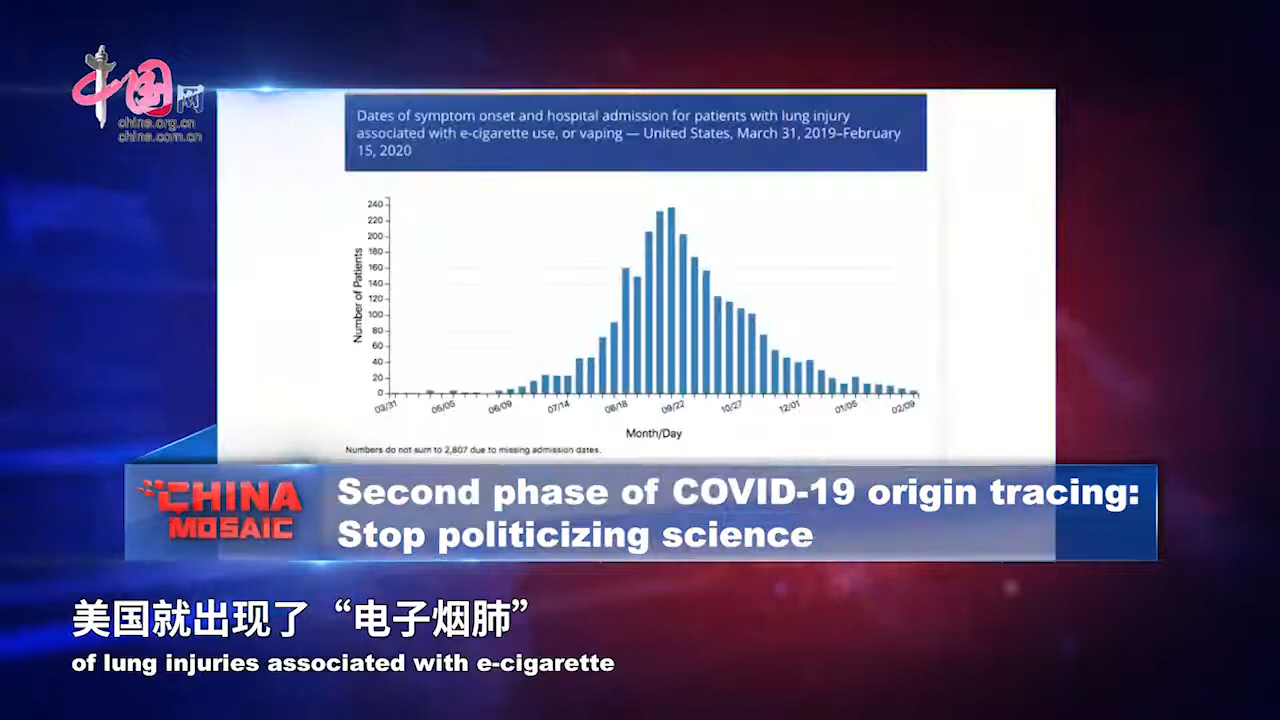 中国网
china.org.cn
china.com.cn
Dates of symptom onset and hospital admission for patients with lung injury
associated with e-cigarette use, or vaping — United States, March 31, 2019–February
15, 2020
Number of Patients
240
220
200
180
160
140
120
100
80
60
40
20
0
03/31 05/05 06/09 07/14 08/18 09/22 10/27 12/01 01/05 02/09
Month/Day
Numbers do not sum to 2,807 due to missing admission dates.
CHINA
MOSAIC
Second phase of COVID-19 origin tracing:
Stop politicizing science
美国就出现了“电子烟肺”
of lung injuries associated with e-cigarette